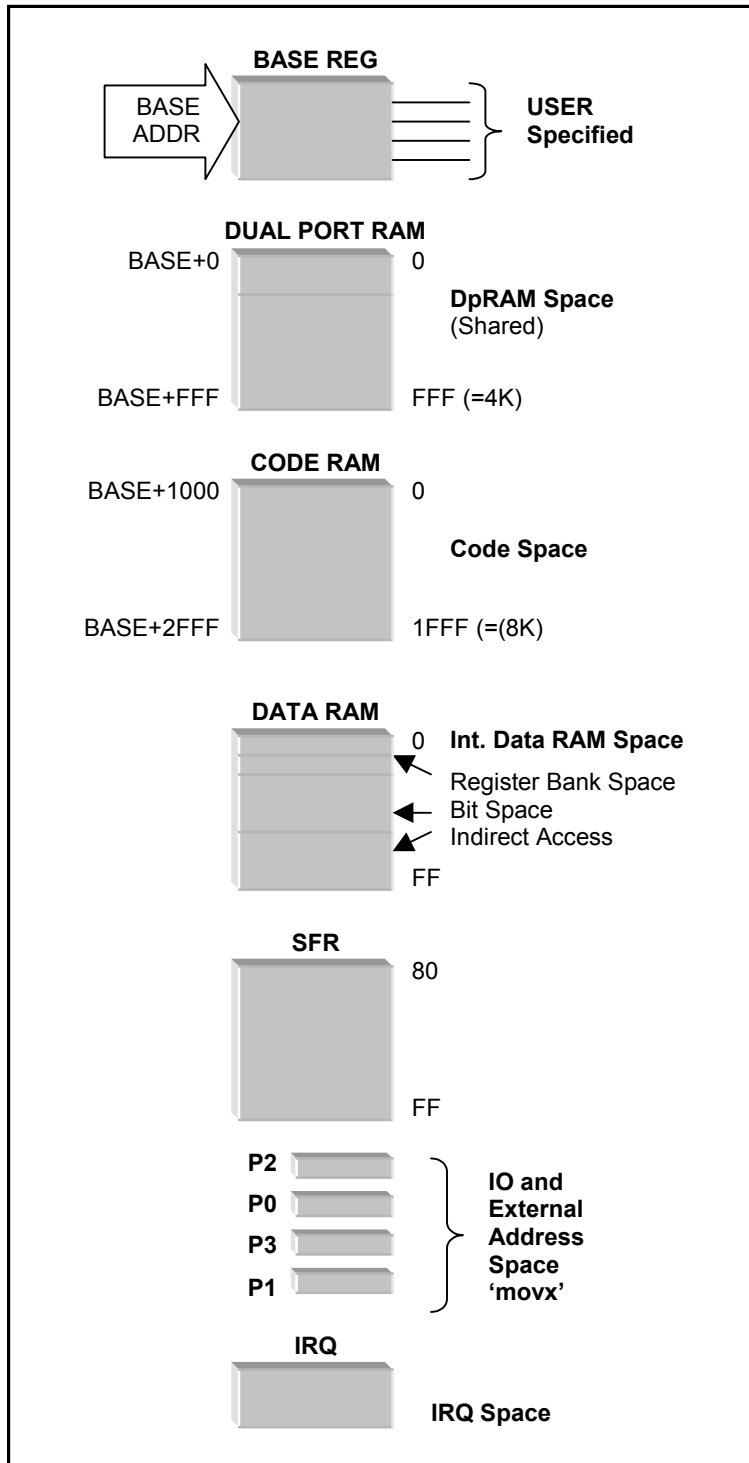 BASE REG
BASE
ADDR
USER
Specified
DUAL PORT RAM
BASE+0
0
DpRAM Space
(Shared)
BASE+FFF
FFF (=4K)
CODE RAM
BASE+1000
0
Code Space
BASE+2FFF
1FFF (=(8K)
DATA RAM
0
Int. Data RAM Space
Register Bank Space
Bit Space
Indirect Access
FF
SFR
80
FF
P2
P0
P3
P1
IO and
External
Address
Space
‘movx’
IRQ
IRQ Space